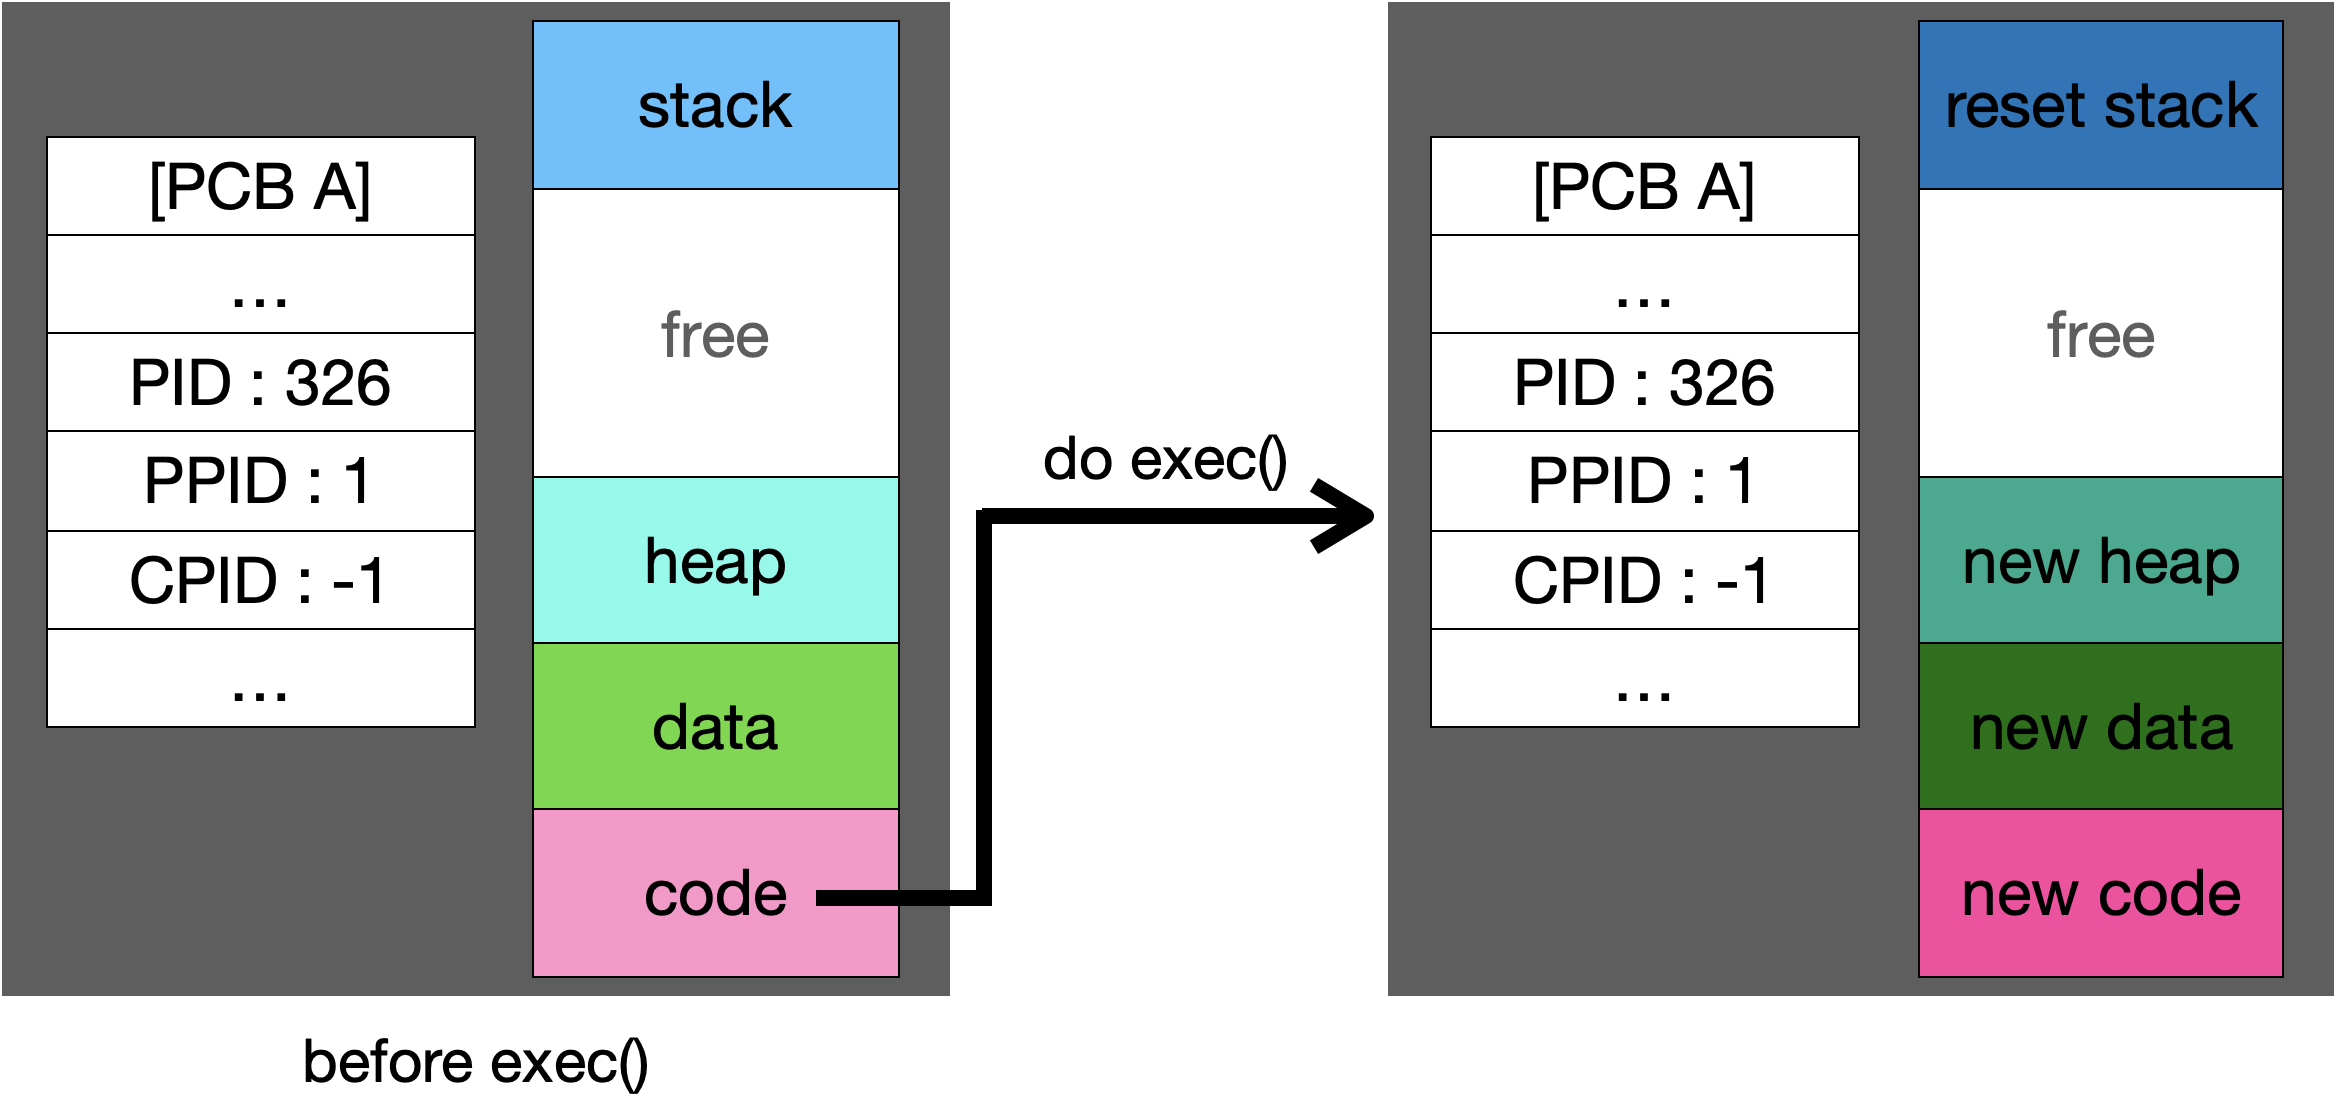 [PCB A]
...
PID : 326
PPID : 1
CPID : -1
...
stack
free
heap
data
code
before exec()
do exec()
[PCB A]
...
PID : 326
PPID : 1
CPID : -1
...
reset stack
free
new heap
new data
new code